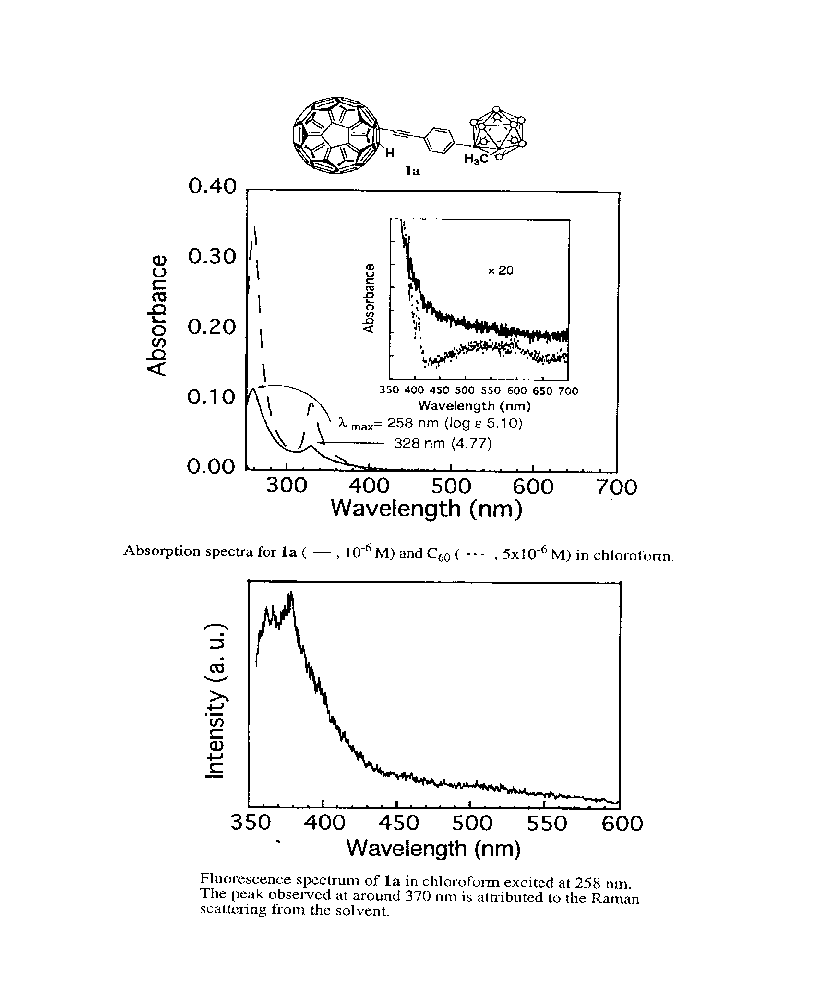 H
H₃C
1a
0.40
0.30
0.20
0.10
0.00
Absorbance
× 20
Absorbance
350 400 450 500 550 600 650 700
Wavelength (nm)
λ max= 258 nm (log ε 5.10)
328 nm (4.77)
300 400 500 600 700
Wavelength (nm)
Absorption spectra for 1a ( — , 10⁻⁶ M) and C₆₀ ( --- , 5x10⁻⁶ M) in chloroform.
Intensity (a. u.)
350 400 450 500 550 600
Wavelength (nm)
Fluorescence spectrum of 1a in chloroform excited at 258 nm.
The peak observed at around 370 nm is attributed to the Raman
scattering from the solvent.